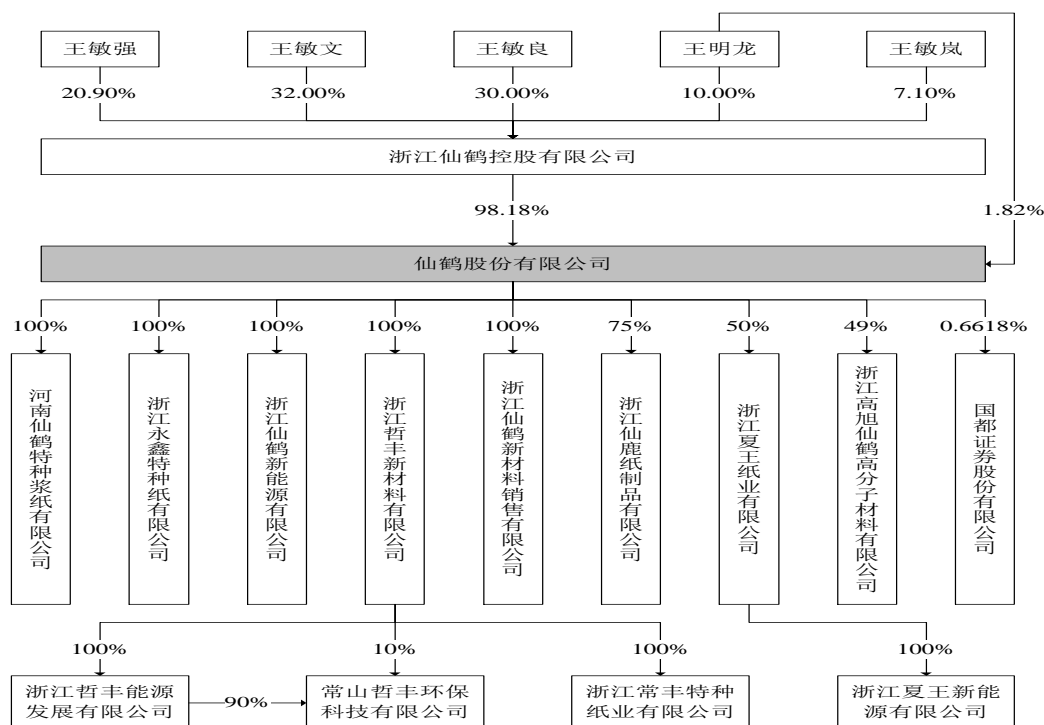 王敏强
王敏文
王敏良
王明龙
王敏岚
20.90%
32.00%
30.00%
10.00%
7.10%
浙江仙鹤控股有限公司
98.18%
1.82%
仙鹤股份有限公司
100%
100%
100%
100%
100%
75%
50%
49%
0.6618%
河南仙鹤特种浆纸有限公司
浙江永鑫特种纸有限公司
浙江仙鹤新能源有限公司
浙江哲丰新材料有限公司
浙江仙鹤新材料销售有限公司
浙江仙鹿纸制品有限公司
浙江夏王纸业有限公司
浙江高旭仙鹤高分子材料有限公司
国都证券股份有限公司
100%
10%
100%
100%
浙江哲丰能源
发展有限公司
90%
常山哲丰环保
科技有限公司
浙江常丰特种
纸业有限公司
浙江夏王新能
源有限公司